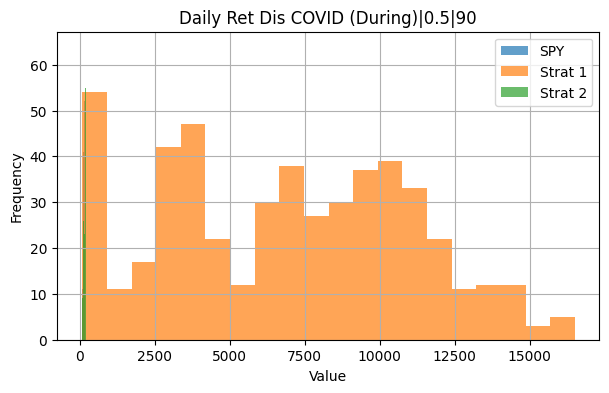 Daily Ret Dis COVID (During)|0.5|90
SPY
Strat 1
Strat 2
Frequency
60
50
40
30
20
10
0
0 2500 5000 7500 10000 12500 15000
Value